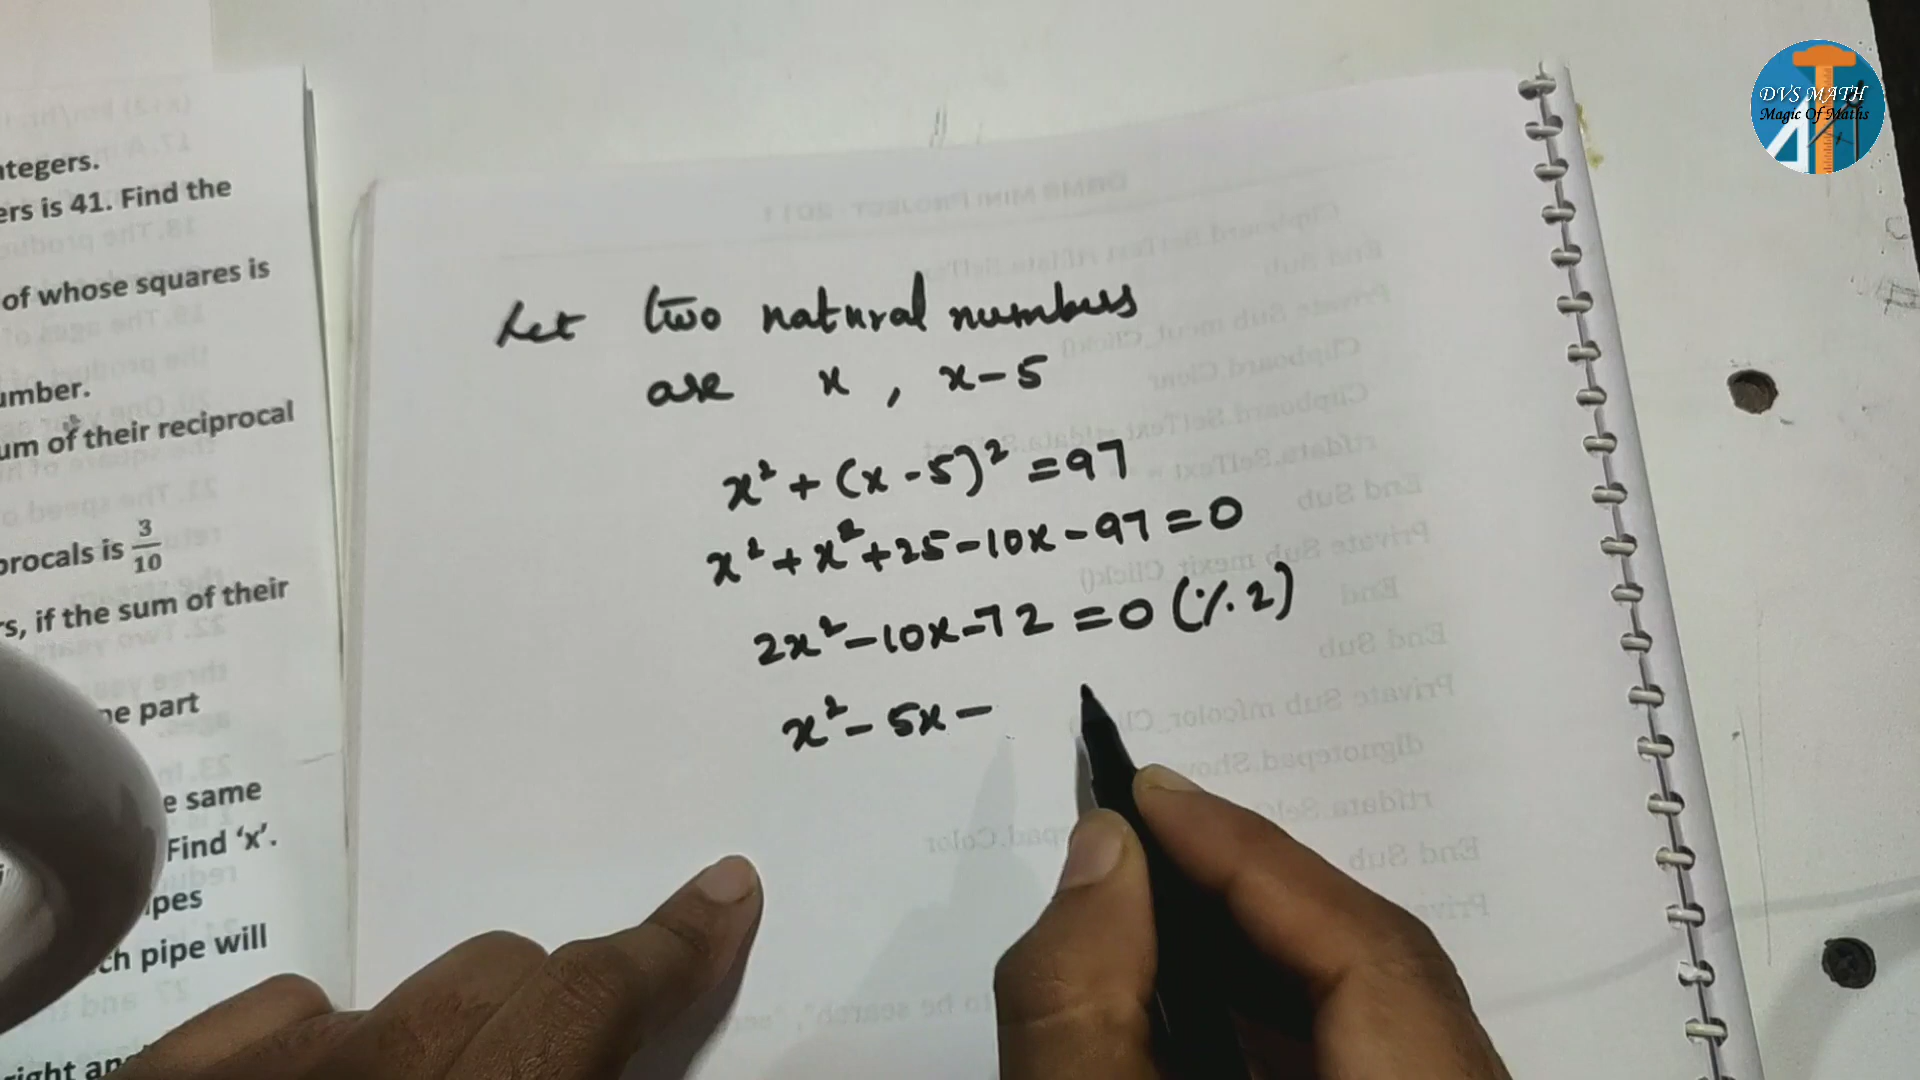 DVS MATH
Magic Of Maths
ntegers.
ers is 41. Find the
of whose squares is
umber.
um of their reciprocal
procals is 3/10
s, if the sum of their
ne part
e same
Find ‘x’.
ipes
ch pipe will
right an
Let two natural numbers
are x , x-5
x² + (x-5)² = 97
x² + x² + 25 - 10x - 97 = 0
2x² - 10x - 72 = 0 (٪ 2)
x² - 5x -